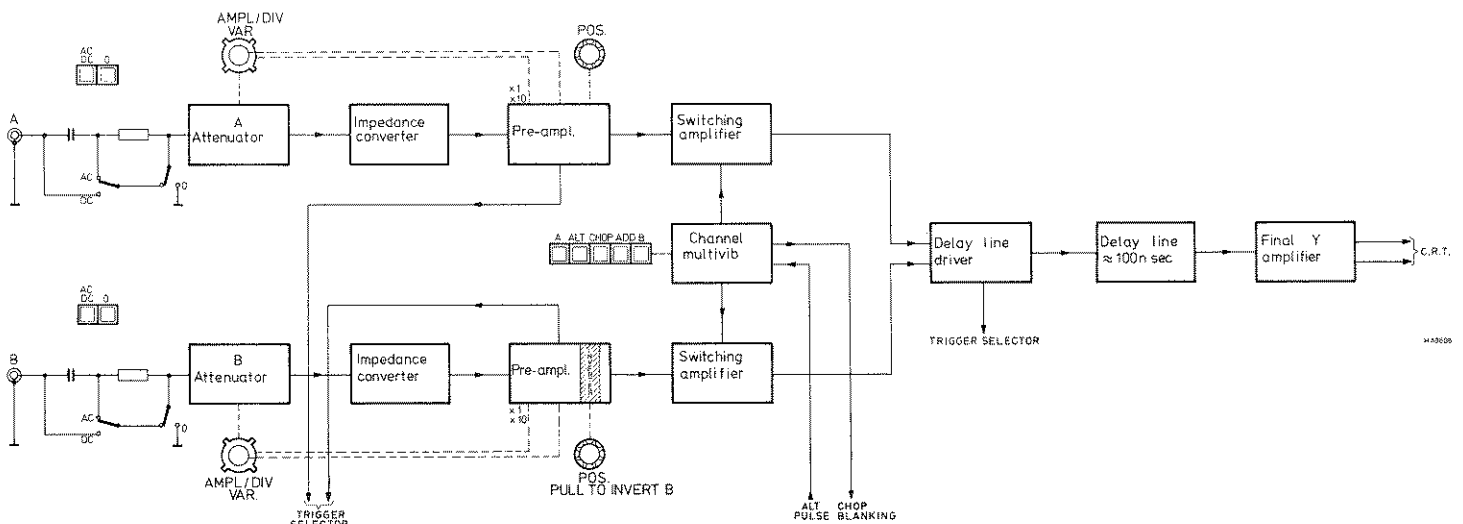 AMPL/DIV
VAR.
POS.
AC
DC 0
x1
x10
A
A
Attenuator
Impedance
converter
Pre-ampl.
Switching
amplifier
AC
DC
0
A ALT CHOP ADD B
Channel
multivib
Delay line
driver
Delay line
≈100n sec
Final Y
amplifier
C.R.T.
AC
DC 0
TRIGGER SELECTOR
B
B
Attenuator
Impedance
converter
Pre-ampl.
Switching
amplifier
x1
x10
AC
DC
0
AMPL/DIV
VAR.
POS.
PULL TO INVERT B
TRIGGER
SELECTOR
ALT
PULSE
CHOP
BLANKING